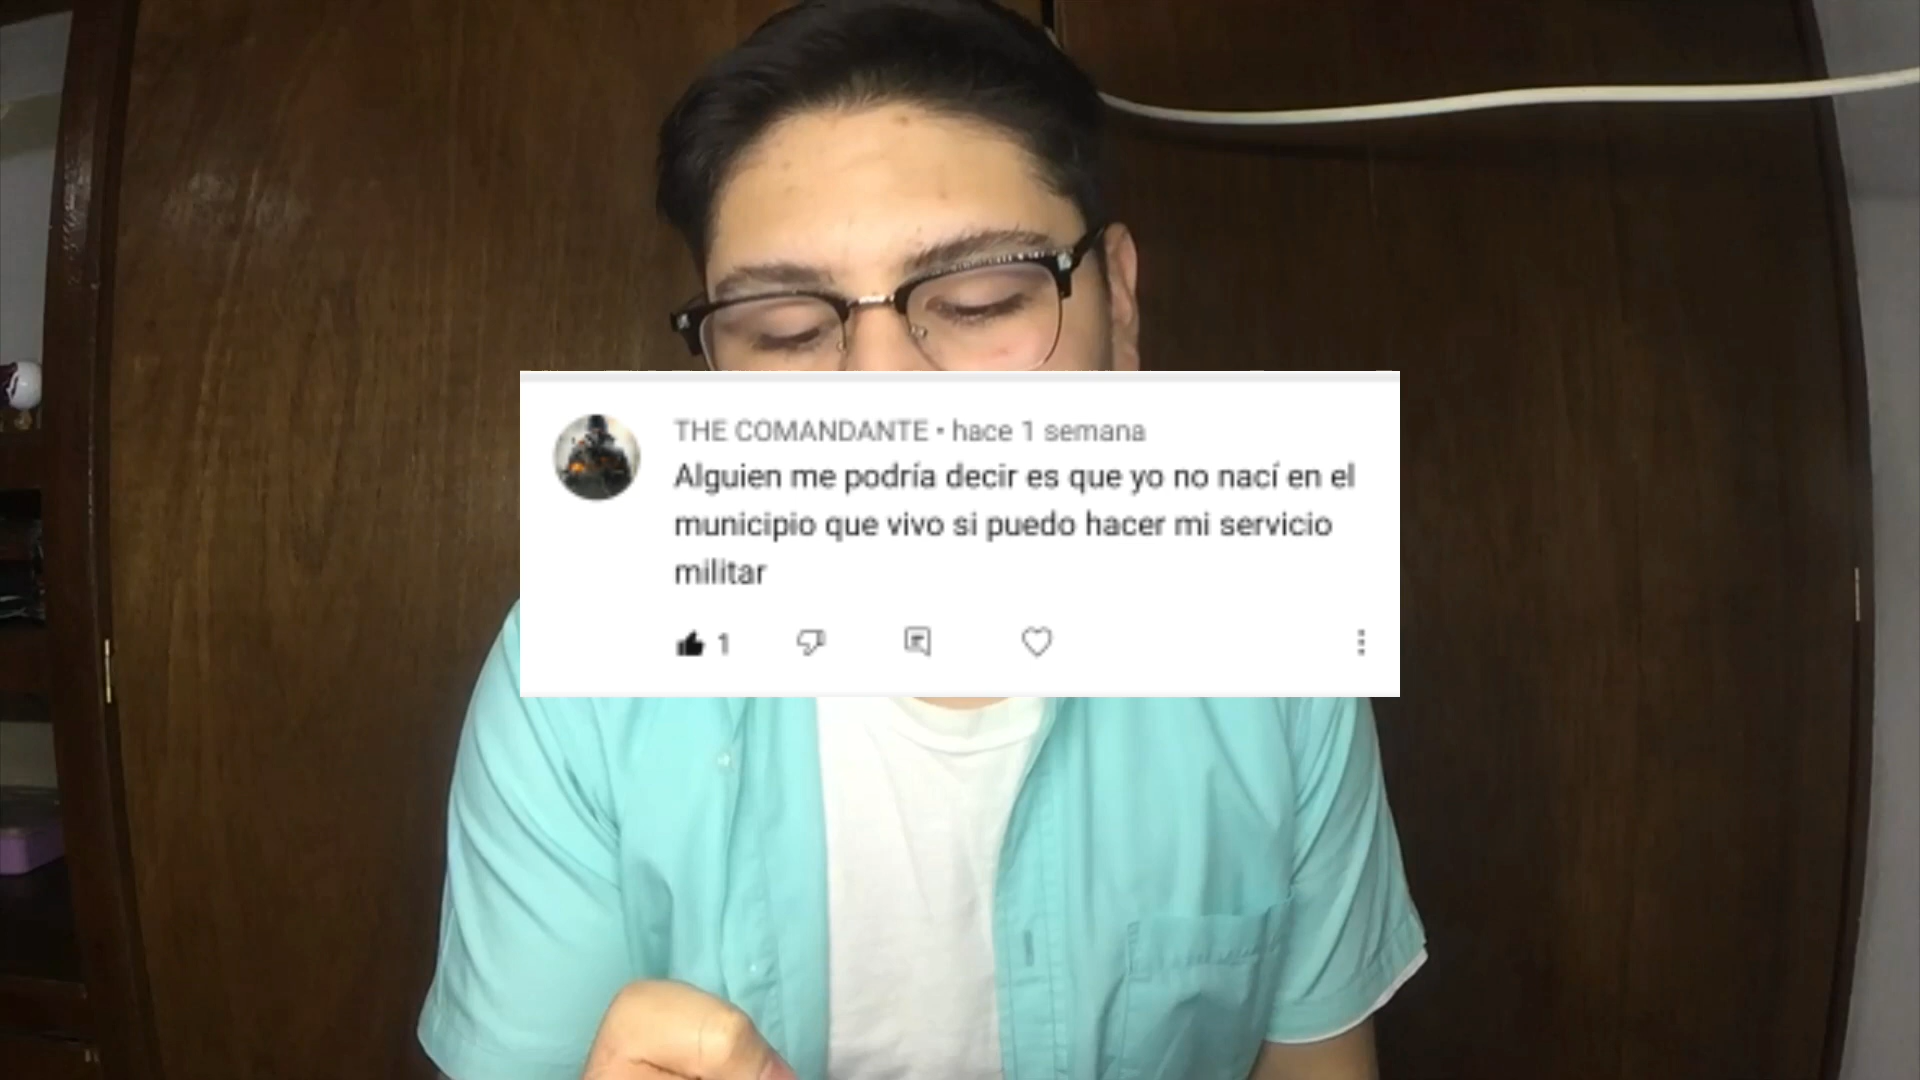 THE COMANDANTE • hace 1 semana
Alguien me podría decir es que yo no nací en el
municipio que vivo si puedo hacer mi servicio
militar
1